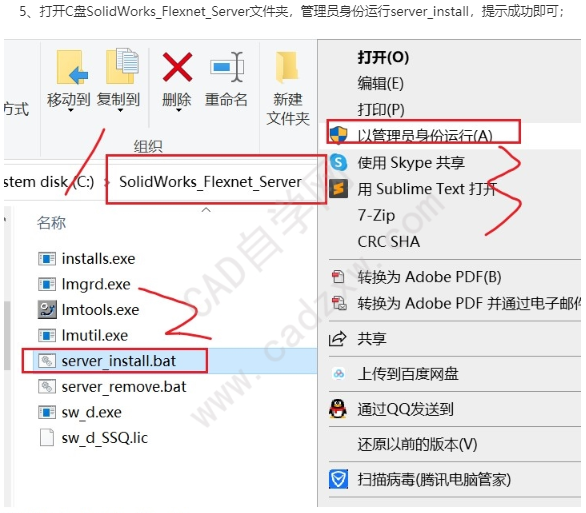 5、打开C盘SolidWorks_Flexnet_Server文件夹，管理员身份运行server_install，提示成功即可；
方式
移动到
复制到
删除
重命名
新建
文件夹
组织
stem disk (C:) › SolidWorks_Flexnet_Server
名称
installs.exe
lmgrd.exe
lmtools.exe
lmutil.exe
server_install.bat
server_remove.bat
sw_d.exe
sw_d_SSQ.lic
打开(O)
编辑(E)
打印(P)
以管理员身份运行(A)
使用 Skype 共享
用 Sublime Text 打开
7-Zip
CRC SHA
转换为 Adobe PDF(B)
转换为 Adobe PDF 并通过电子邮件
共享
上传到百度网盘
通过QQ发送到
还原以前的版本(V)
扫描病毒(腾讯电脑管家)
CAD自学网
www.cadzxw.com